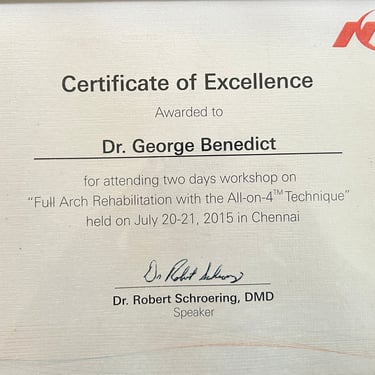 Certificate of Excellence
Awarded to
Dr. George Benedict
for attending two days workshop on
“Full Arch Rehabilitation with the All-on-4™ Technique”
held on July 20-21, 2015 in Chennai
Dr. Robert Schroering, DMD
Speaker